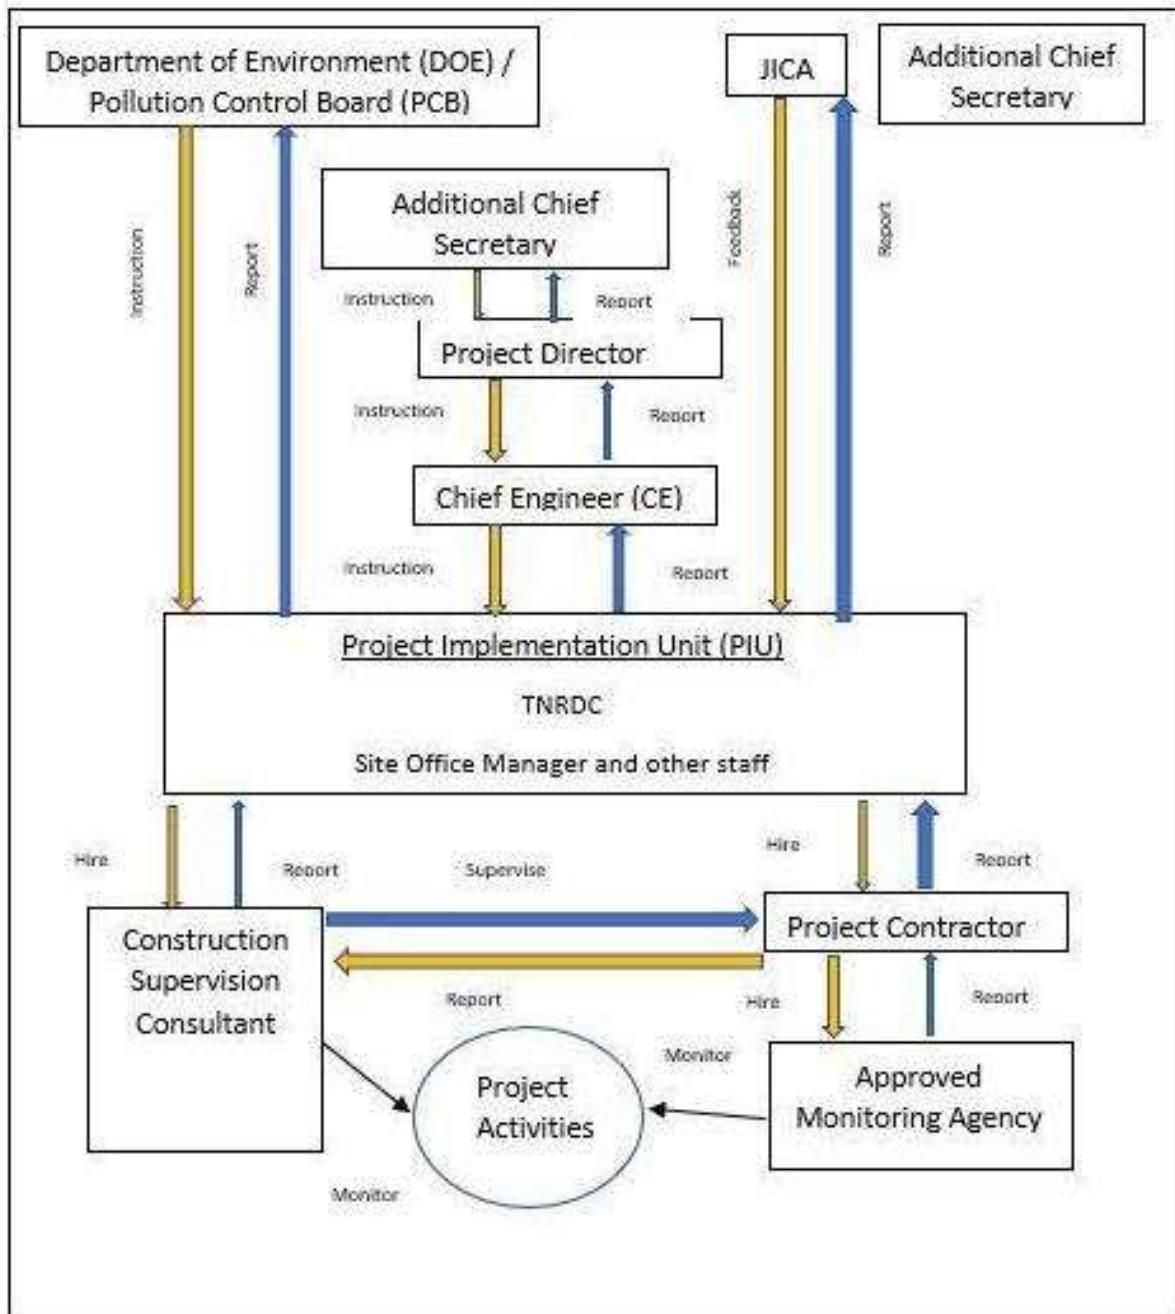 Department of Environment (DOE) /
Pollution Control Board (PCB)
JICA
Additional Chief
Secretary
Additional Chief
Secretary
Instruction
Report
Feedback
Report
Instruction
Report
Project Director
Instruction
Report
Chief Engineer (CE)
Instruction
Report
Project Implementation Unit (PIU)
TNRDC
Site Office Manager and other staff
Hire
Report
Supervise
Hire
Report
Construction
Supervision
Consultant
Project Contractor
Report
Hire
Report
Monitor
Approved
Monitoring Agency
Project
Activities
Monitor